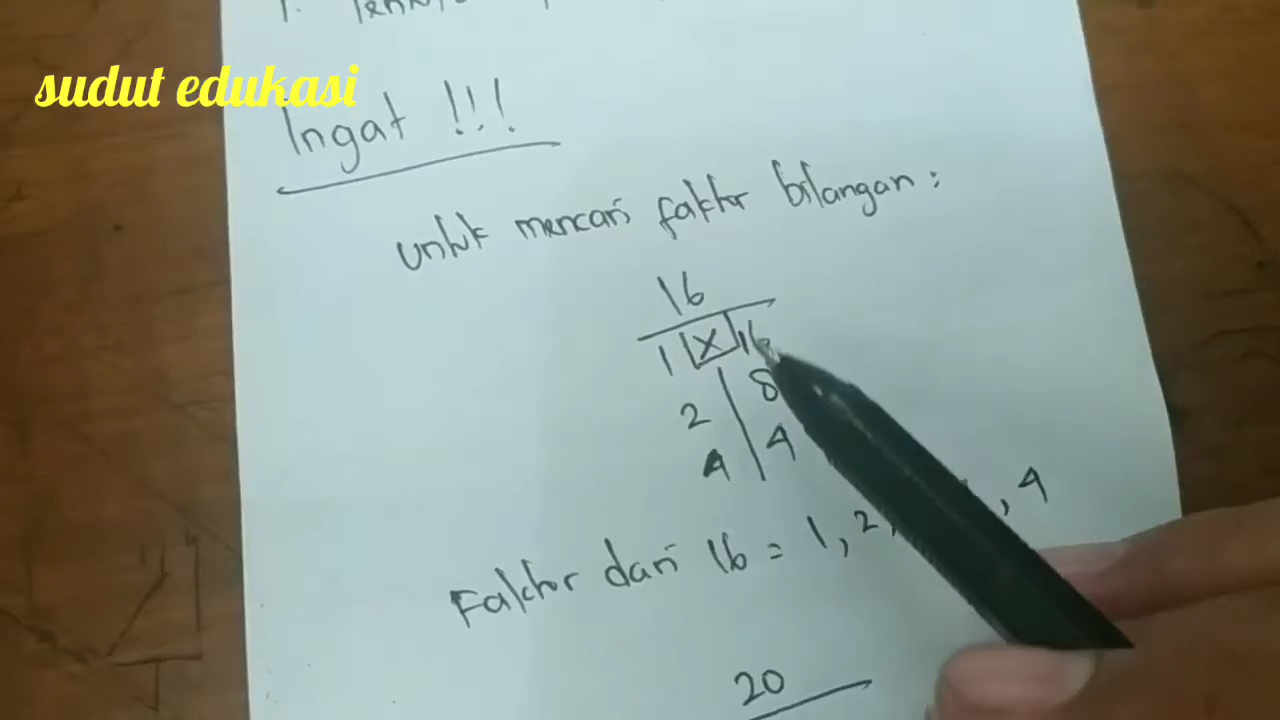 1.
sudut edukasi
Ingat !!!
untuk mencari faktor bilangan :
16
1 X 16
2 8
4 4
Faktor dari 16 = 1, 2, , 4
20